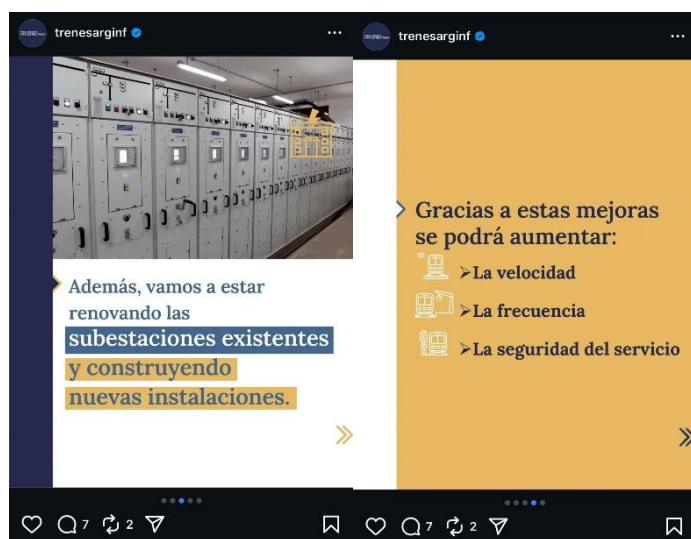 trenesarginf
Además, vamos a estar
renovando las
subestaciones existentes
y construyendo
nuevas instalaciones.
7 2
trenesarginf
Gracias a estas mejoras
se podrá aumentar:
➢La velocidad
➢La frecuencia
➢La seguridad del servicio
7 2